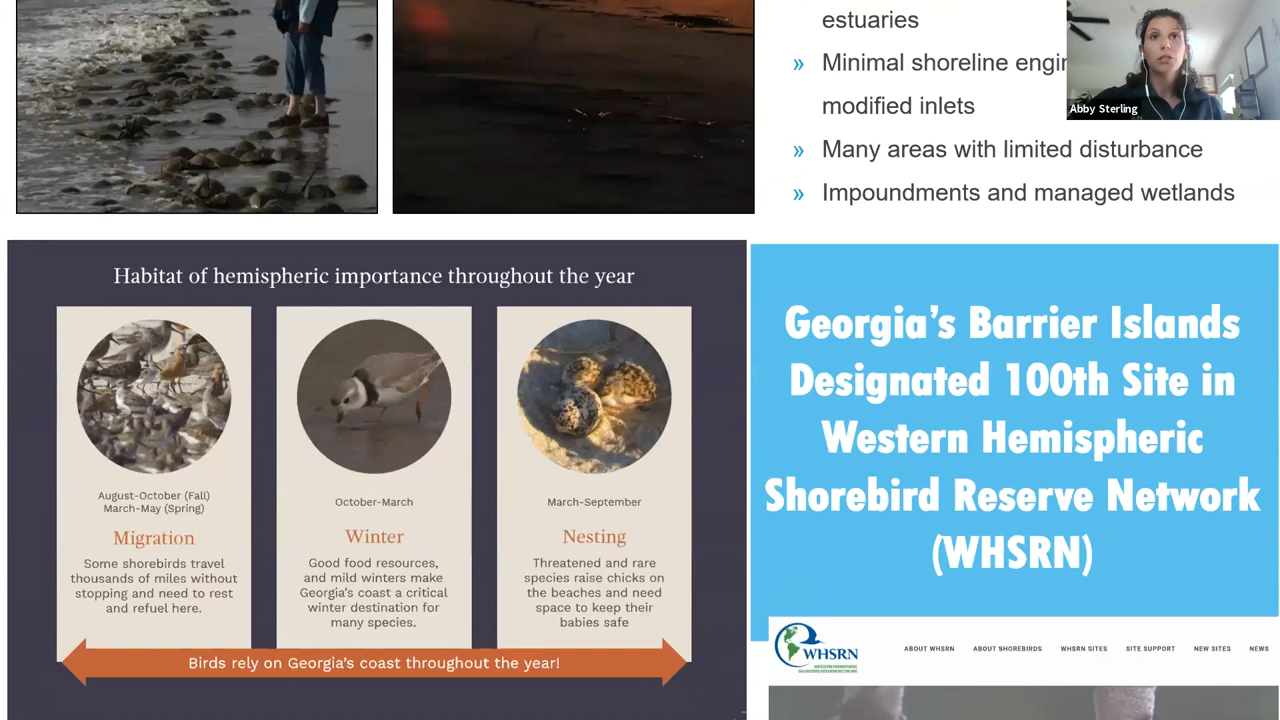 estuaries
» Minimal shoreline engin
modified inlets
» Many areas with limited disturbance
» Impoundments and managed wetlands
Abby Sterling
Habitat of hemispheric importance throughout the year
August-October (Fall)
March-May (Spring)
Migration
Some shorebirds travel
thousands of miles without
stopping and need to rest
and refuel here.
October-March
Winter
Good food resources,
and mild winters make
Georgia's coast a critical
winter destination for
many species.
March-September
Nesting
Threatened and rare
species raise chicks on
the beaches and need
space to keep their
babies safe
Birds rely on Georgia's coast throughout the year!
Georgia's Barrier Islands
Designated 100th Site in
Western Hemispheric
Shorebird Reserve Network
(WHSRN)
WHSRN
ABOUT WHSRN ABOUT SHOREBIRDS WHSRN SITES SITE SUPPORT NEW SITES NEWS